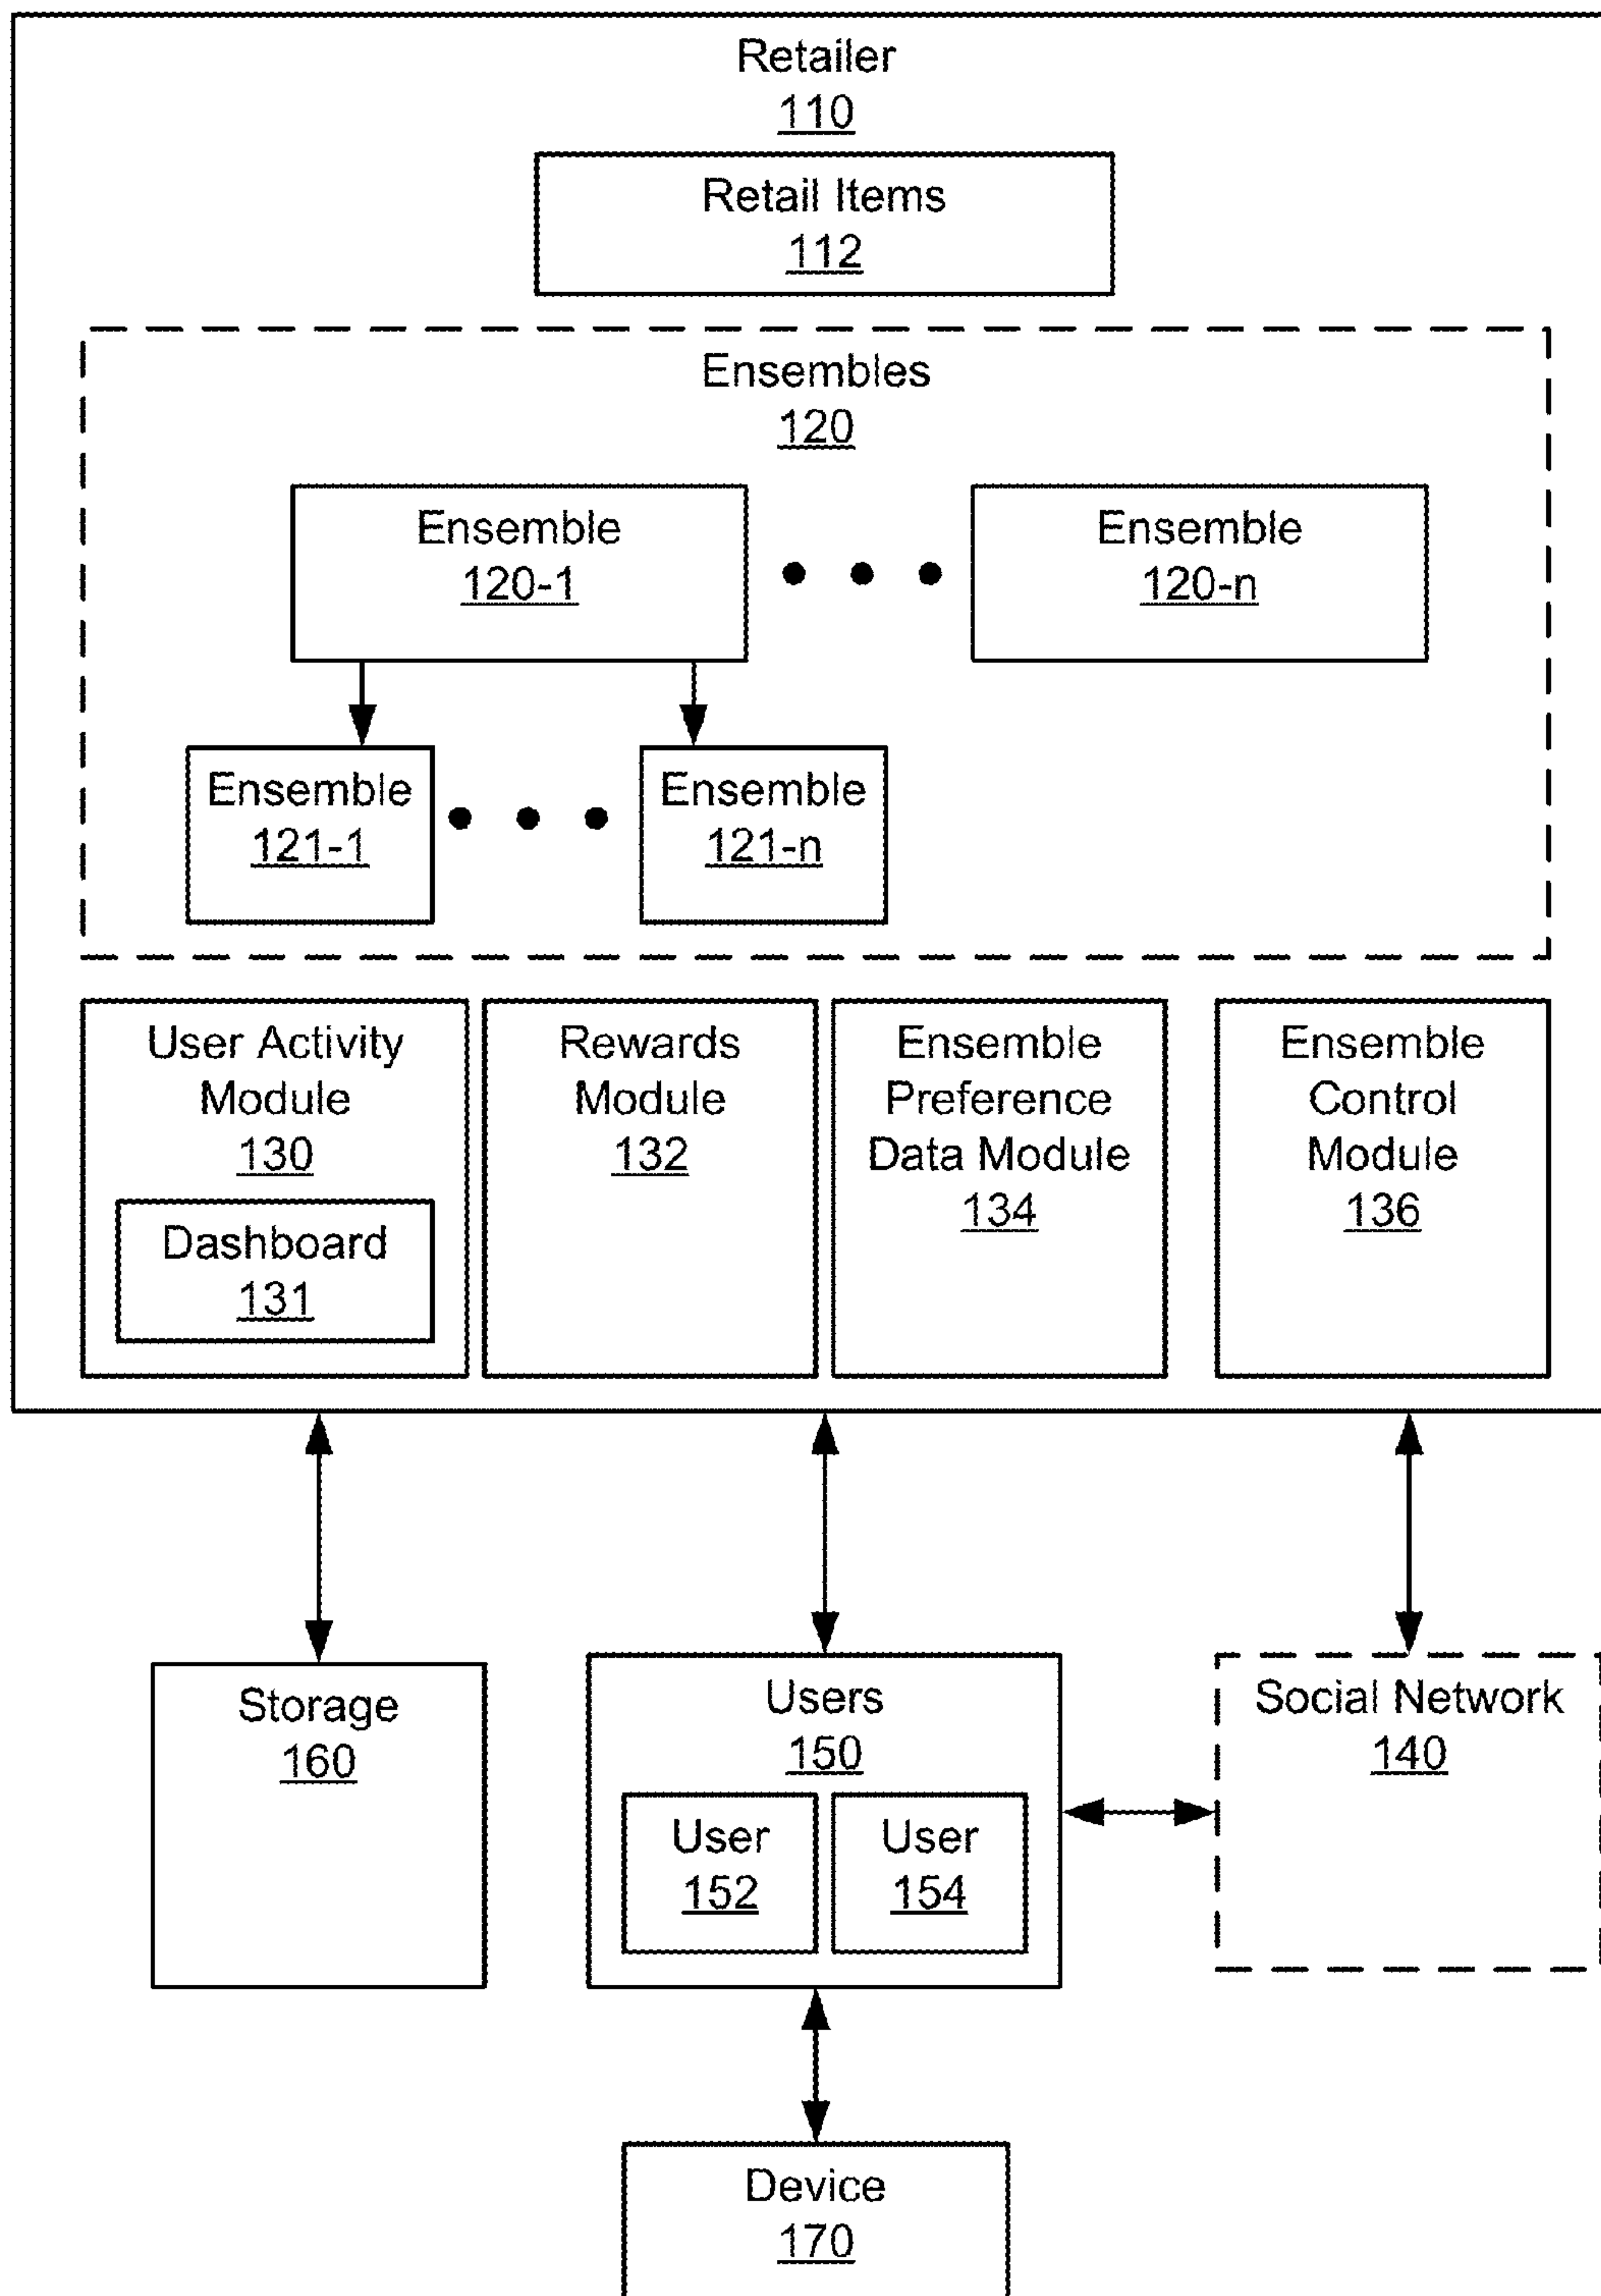 Retailer
110
Retail Items
112
Ensembles
120
Ensemble
120-1
Ensemble
120-n
Ensemble
121-1
Ensemble
121-n
User Activity
Module
130
Dashboard
131
Rewards
Module
132
Ensemble
Preference
Data Module
134
Ensemble
Control
Module
136
Storage
160
Users
150
User
152
User
154
Social Network
140
Device
170